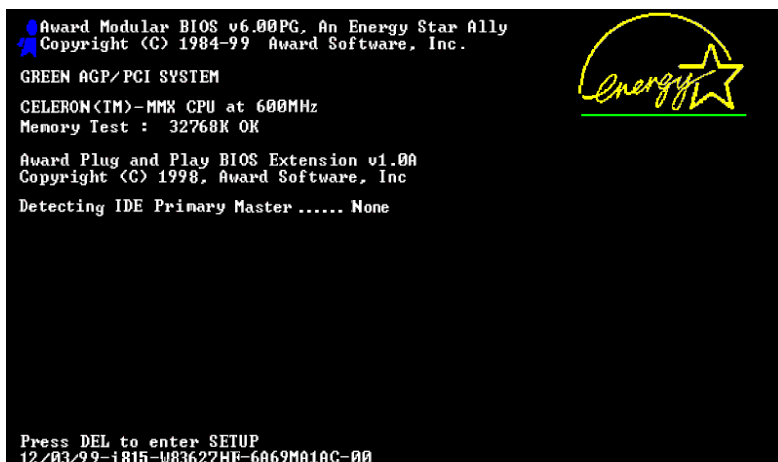 Award Modular BIOS v6.00PG, An Energy Star Ally
Copyright (C) 1984-99 Award Software, Inc.
energy
GREEN AGP/PCI SYSTEM
CELERON(TM)-MMX CPU at 600MHz
Memory Test : 32768K OK
Award Plug and Play BIOS Extension v1.0A
Copyright (C) 1998, Award Software, Inc
Detecting IDE Primary Master ...... None
Press DEL to enter SETUP
12/03/99-i815-W83627HF-6A69MA1AC-00